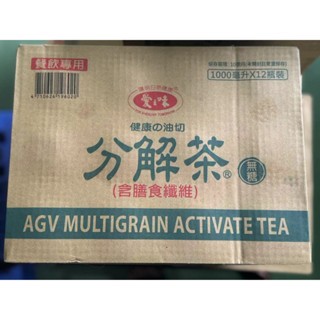 餐飲專用
1000毫升X12瓶裝
愛之味
健康の油切
分解茶®
無糖
(含膳食纖維)
AGV MULTIGRAIN ACTIVATE TEA